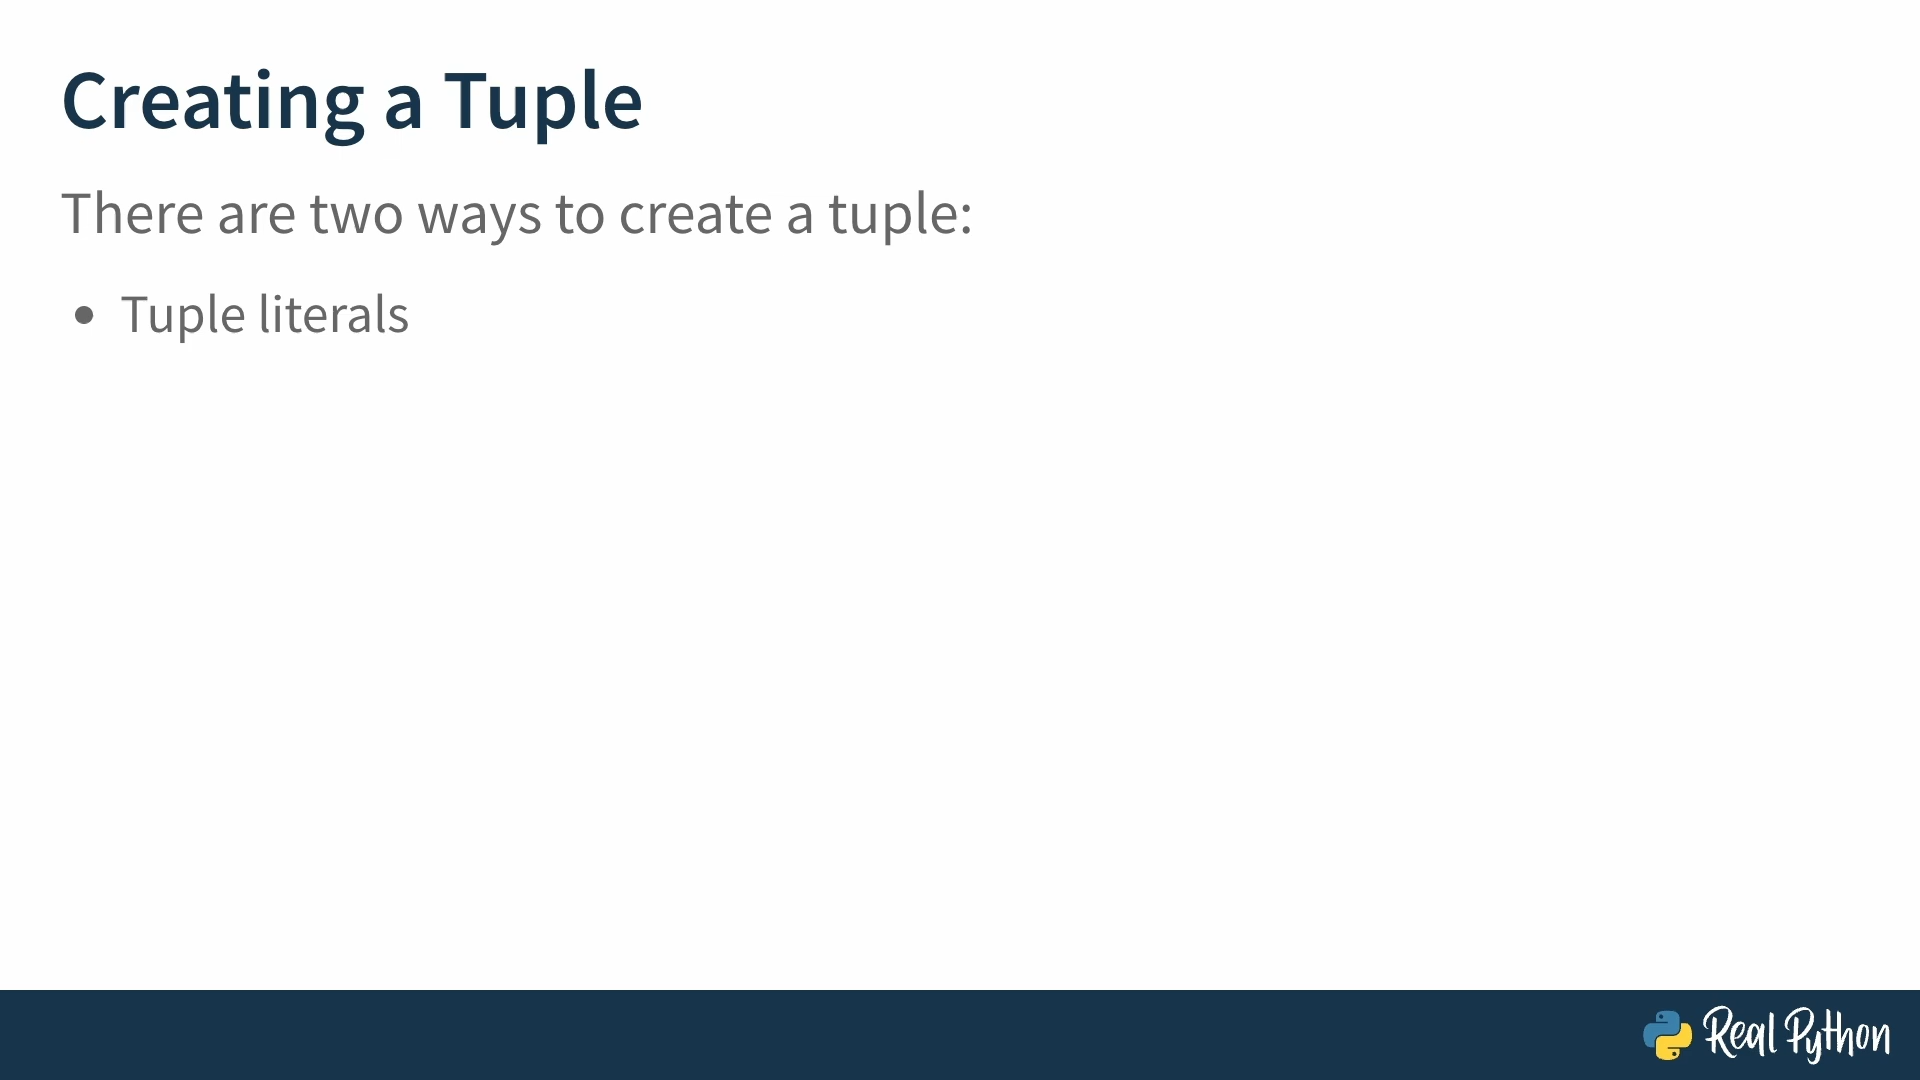 Creating a Tuple
There are two ways to create a tuple:
• Tuple literals
Real Python